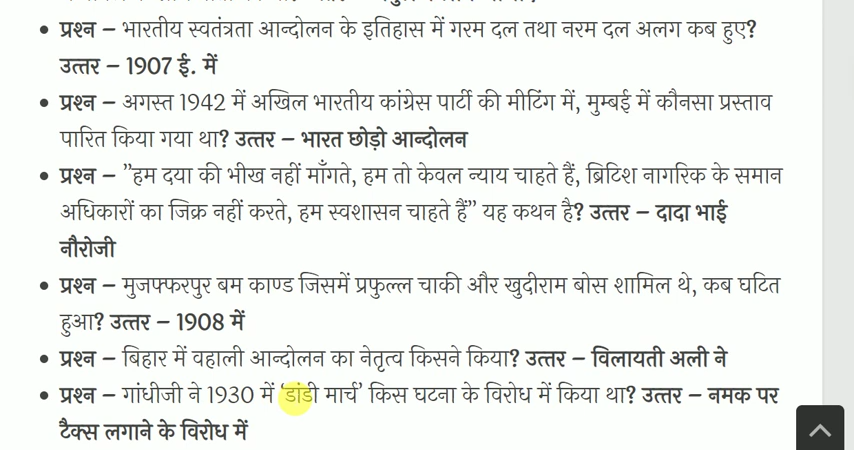 प्रश्न – भारतीय स्वतंत्रता आन्दोलन के इतिहास में गरम दल तथा नरम दल अलग कब हुए?
उत्तर – 1907 ई. में
प्रश्न – अगस्त 1942 में अखिल भारतीय कांग्रेस पार्टी की मीटिंग में, मुम्बई में कौनसा प्रस्ताव
पारित किया गया था? उत्तर – भारत छोड़ो आन्दोलन
प्रश्न – ”हम दया की भीख नहीं माँगते, हम तो केवल न्याय चाहते हैं, ब्रिटिश नागरिक के समान
अधिकारों का जिक्र नहीं करते, हम स्वशासन चाहते हैं” यह कथन है? उत्तर – दादा भाई
नौरोजी
प्रश्न – मुजफ्फरपुर बम काण्ड जिसमें प्रफुल्ल चाकी और खुदीराम बोस शामिल थे, कब घटित
हुआ? उत्तर – 1908 में
प्रश्न – बिहार में वहाली आन्दोलन का नेतृत्व किसने किया? उत्तर – विलायती अली ने
प्रश्न – गांधीजी ने 1930 में ‘डांडी मार्च’ किस घटना के विरोध में किया था? उत्तर – नमक पर
टैक्स लगाने के विरोध में